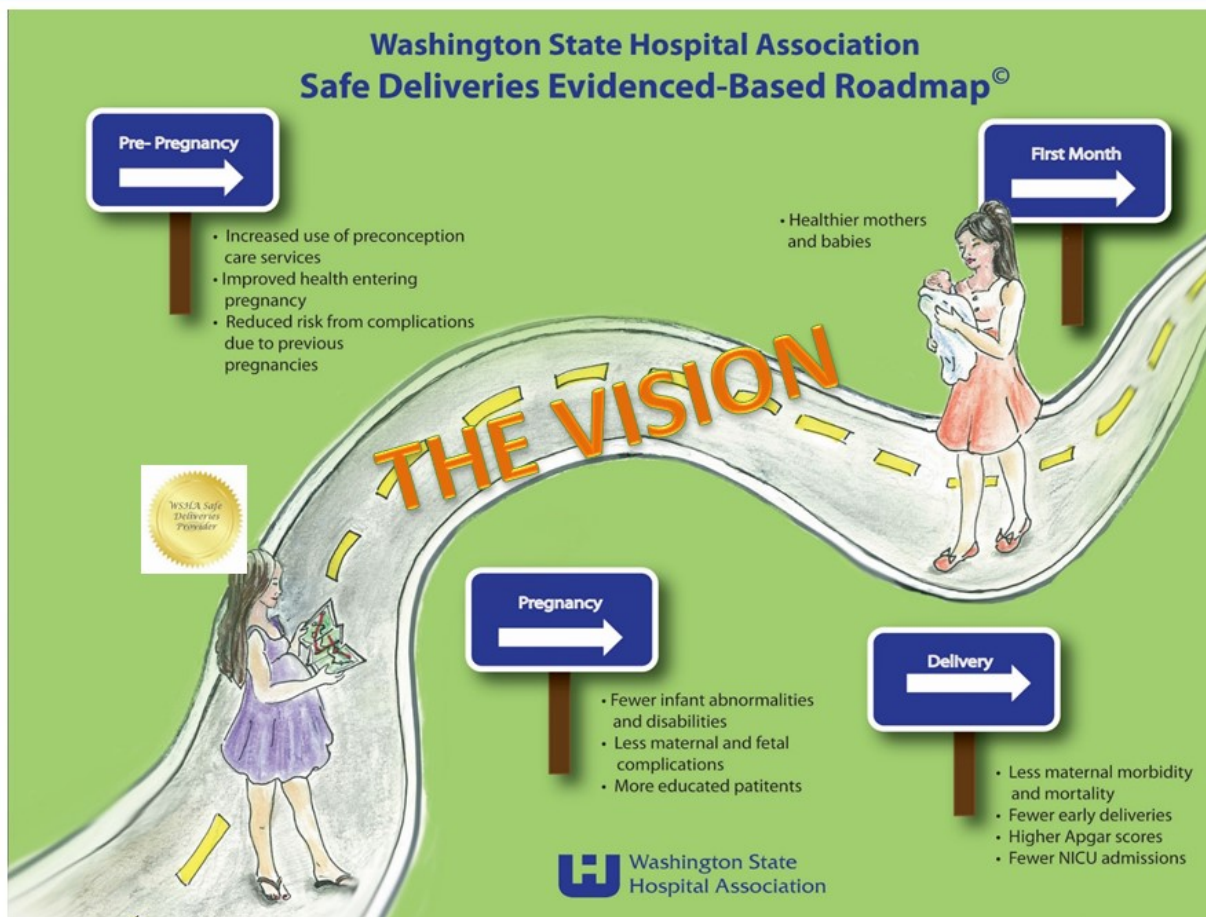 Washington State Hospital Association
Safe Deliveries Evidenced-Based Roadmap©
Pre- Pregnancy
• Increased use of preconception
care services
• Improved health entering
pregnancy
• Reduced risk from complications
due to previous
pregnancies
First Month
• Healthier mothers
and babies
THE VISION
WSHA Safe
Deliveries
Provider
Pregnancy
• Fewer infant abnormalities
and disabilities
• Less maternal and fetal
complications
• More educated patitents
Delivery
• Less maternal morbidity
and mortality
• Fewer early deliveries
• Higher Apgar scores
• Fewer NICU admissions
Washington State
Hospital Association